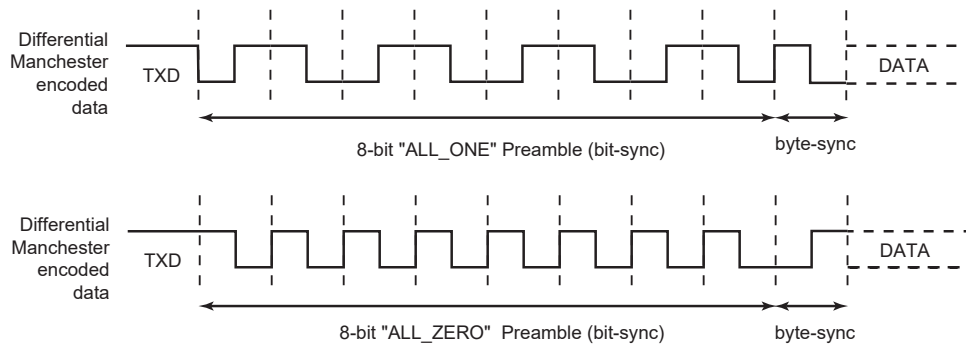 Differential
Manchester
encoded
data
TXD
DATA
8-bit "ALL_ONE" Preamble (bit-sync)
byte-sync
Differential
Manchester
encoded
data
TXD
DATA
8-bit "ALL_ZERO" Preamble (bit-sync)
byte-sync